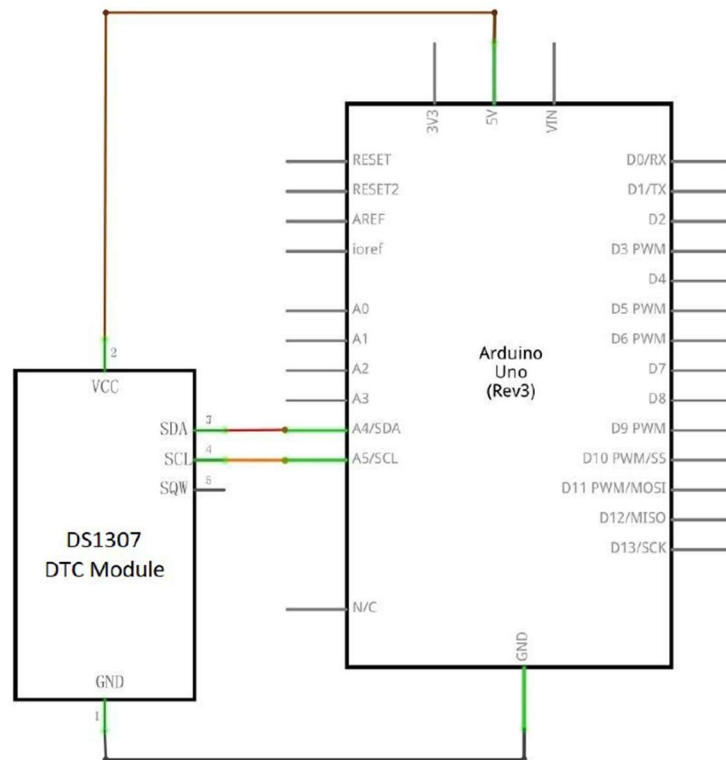 3V3
5V
VIN
RESET
D0/RX
RESET2
D1/TX
AREF
D2
ioref
D3 PWM
D4
A0
D5 PWM
A1
D6 PWM
A2
D7
A3
D8
Arduino
Uno
(Rev3)
A4/SDA
D9 PWM
A5/SCL
D10 PWM/SS
D11 PWM/MOSI
D12/MISO
D13/SCK
N/C
GND
2
VCC
SDA
3
SCL
4
SQW
5
DS1307
DTC Module
GND
1